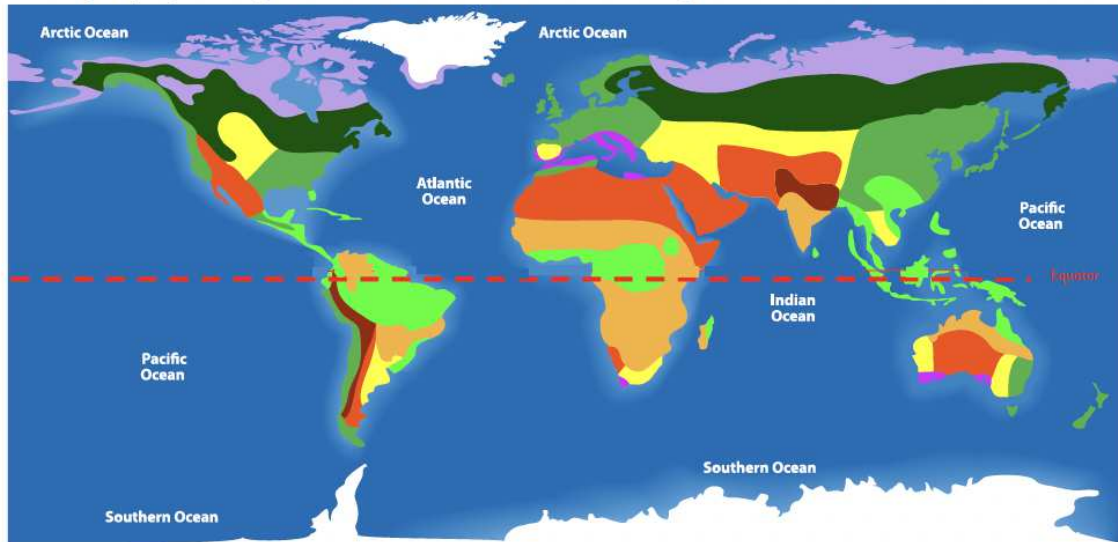 Arctic Ocean
Arctic Ocean
Atlantic
Ocean
Pacific
Ocean
Equator
Indian
Ocean
Pacific
Ocean
Southern Ocean
Southern Ocean